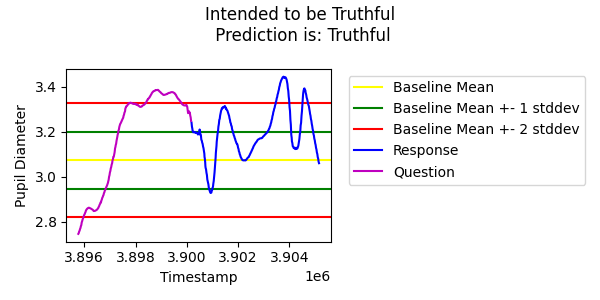 Intended to be Truthful
Prediction is: Truthful
Pupil Diameter
3.4
3.2
3.0
2.8
3.896 3.898 3.900 3.902 3.904
1e6
Timestamp
Baseline Mean
Baseline Mean +- 1 stddev
Baseline Mean +- 2 stddev
Response
Question